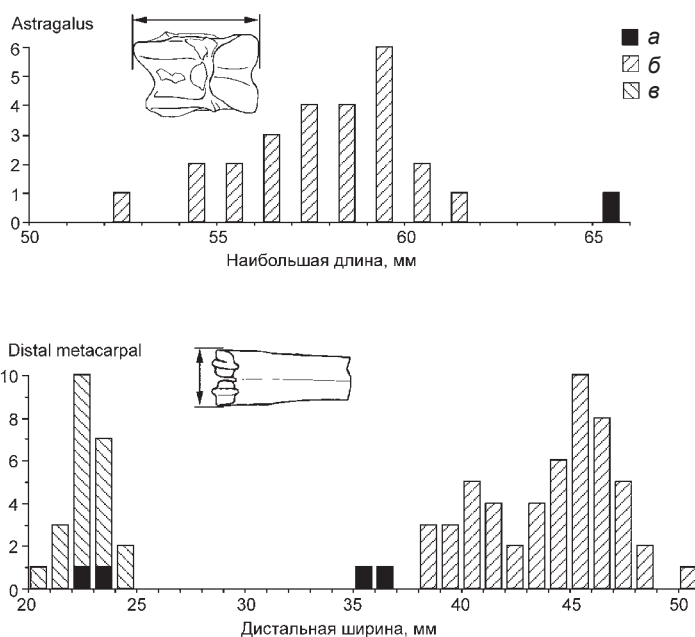 Astragalus
6
5
4
3
2
1
0
50 55 60 65
Наибольшая длина, мм
а
б
в
Distal metacarpal
10
8
6
4
2
0
20 25 30 35 40 45 50
Дистальная ширина, мм